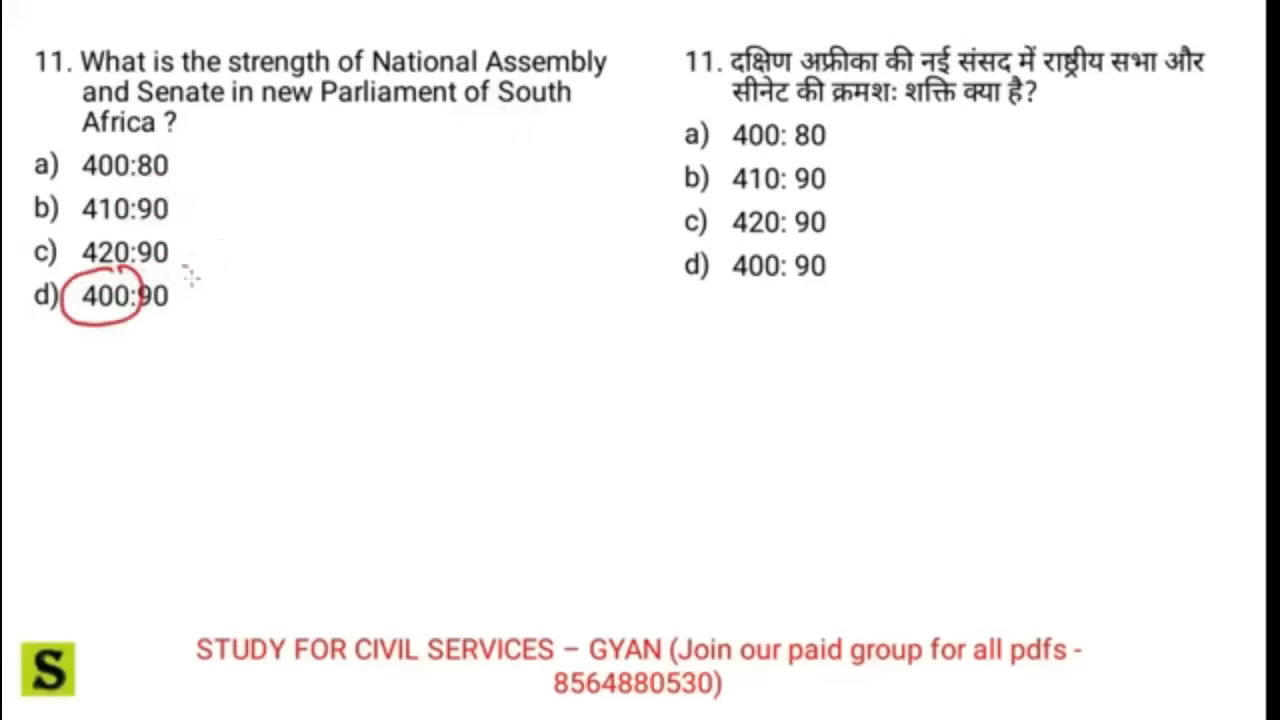 11. What is the strength of National Assembly
and Senate in new Parliament of South
Africa ?
a) 400:80
b) 410:90
c) 420:90
d) 400:90
11. दक्षिण अफ्रीका की नई संसद में राष्ट्रीय सभा और
सीनेट की क्रमशः शक्ति क्या है?
a) 400: 80
b) 410: 90
c) 420: 90
d) 400: 90
S
STUDY FOR CIVIL SERVICES – GYAN (Join our paid group for all pdfs -
8564880530)